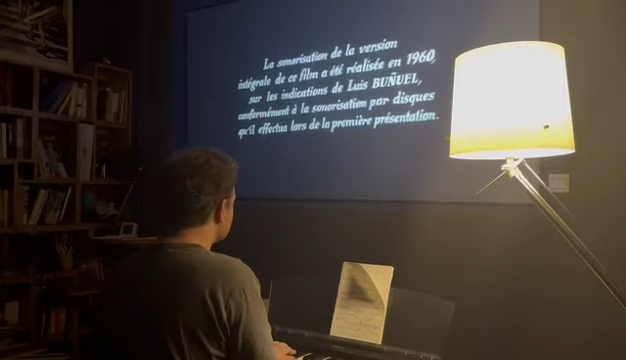 La sonorisation de la version
intégrale de ce film a été réalisée en 1960,
sur les indications de Luis BUÑUEL,
conformément à la sonorisation par disques
qu'il effectua lors de la première présentation.